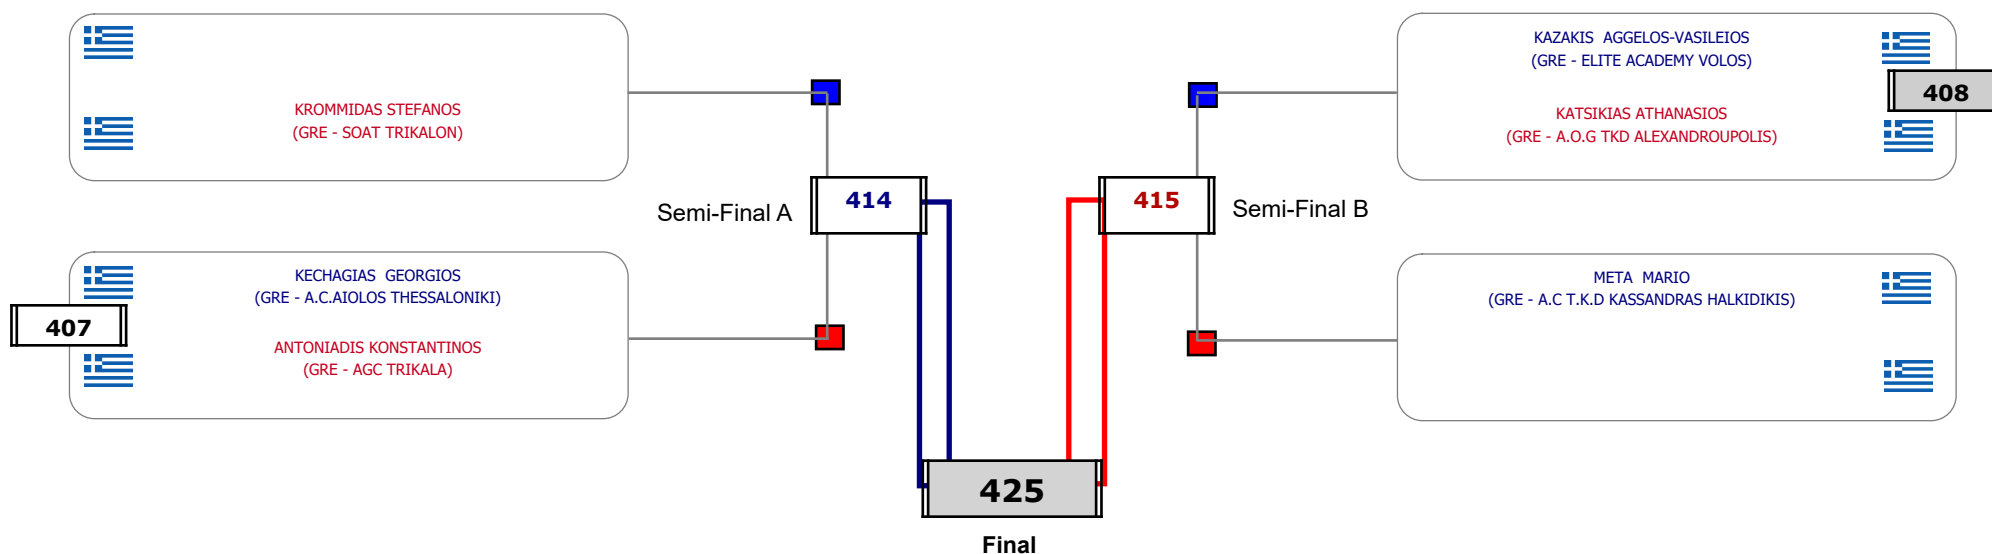 KROMMIDAS STEFANOS
(GRE - SOAT TRIKALON)
KECHAGIAS  GEORGIOS
(GRE - A.C.AIOLOS THESSALONIKI)
407
ANTONIADIS KONSTANTINOS
(GRE - AGC TRIKALA)
Semi-Final A
414
425
Final
415
Semi-Final B
KAZAKIS  AGGELOS-VASILEIOS
(GRE - ELITE ACADEMY VOLOS)
408
KATSIKIAS ATHANASIOS
(GRE - A.O.G TKD ALEXANDROUPOLIS)
META  MARIO
(GRE - A.C T.K.D KASSANDRAS HALKIDIKIS)